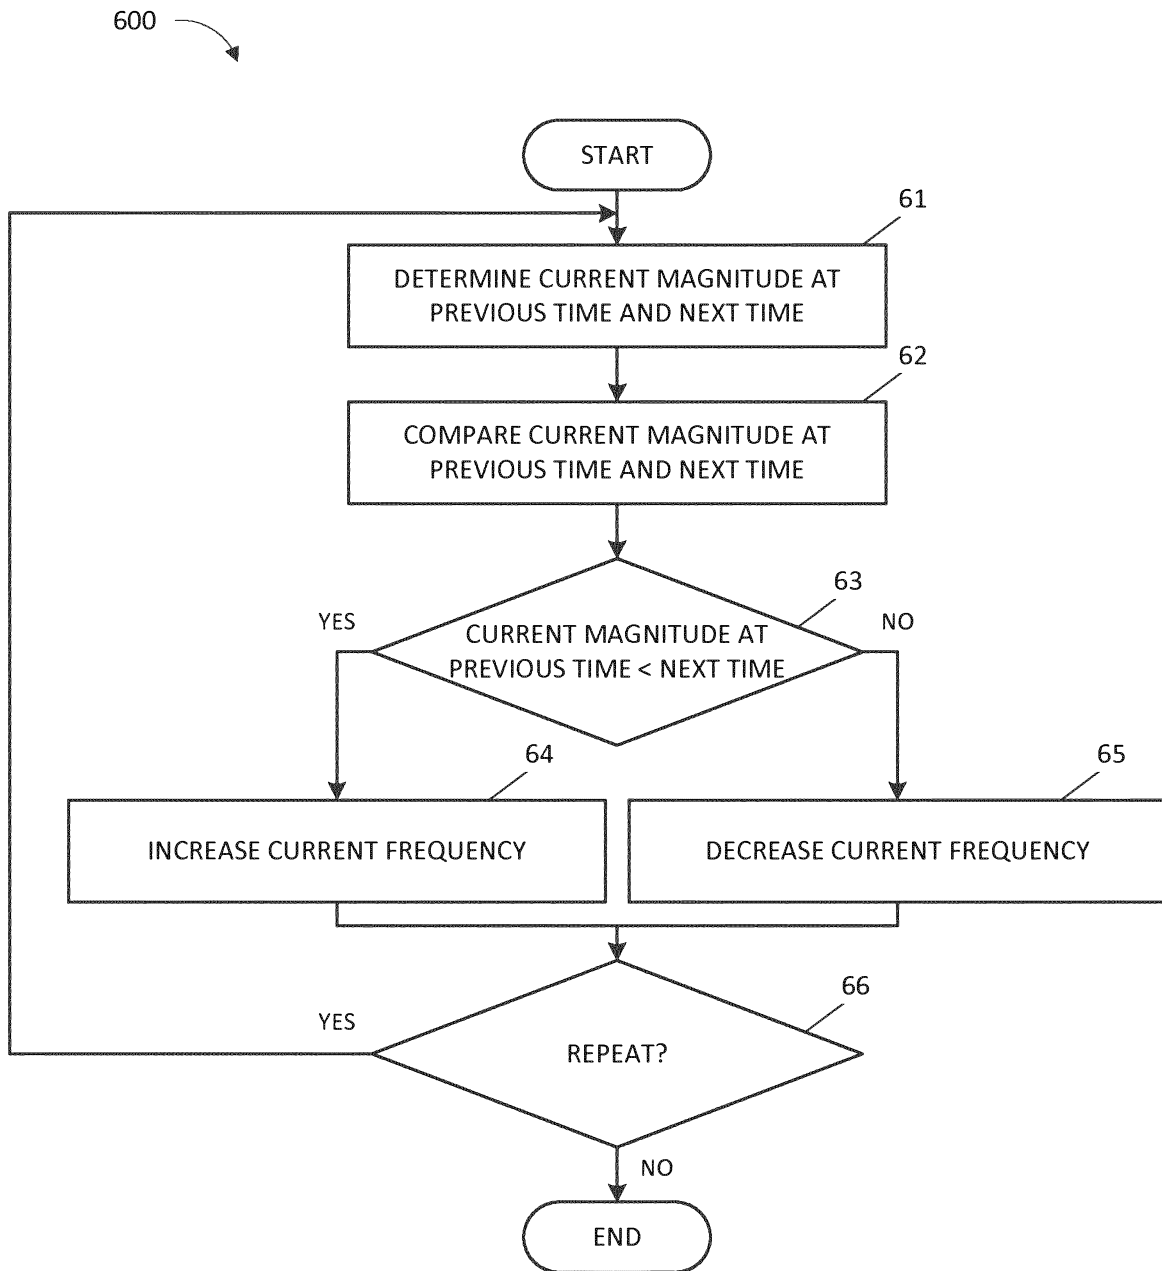 600
START
61
DETERMINE CURRENT MAGNITUDE AT
PREVIOUS TIME AND NEXT TIME
62
COMPARE CURRENT MAGNITUDE AT
PREVIOUS TIME AND NEXT TIME
63
YES
NO
CURRENT MAGNITUDE AT
PREVIOUS TIME < NEXT TIME
64
65
INCREASE CURRENT FREQUENCY
DECREASE CURRENT FREQUENCY
66
YES
REPEAT?
NO
END